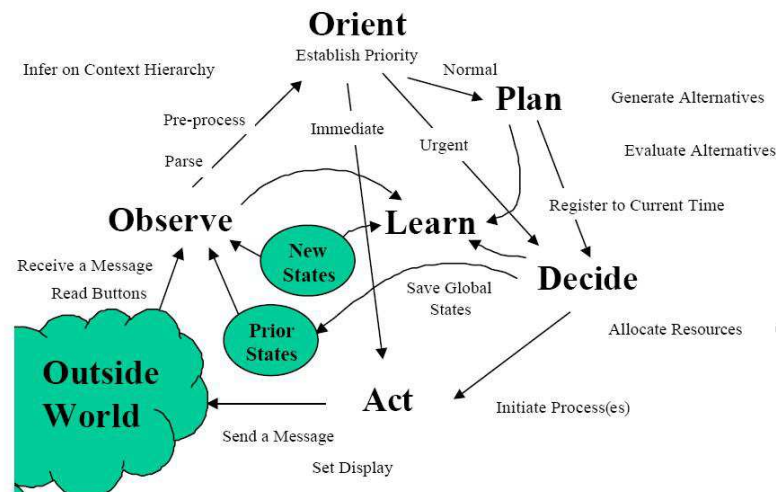 Orient
Establish Priority
Infer on Context Hierarchy
Normal
Plan
Generate Alternatives
Pre-process
Immediate
Urgent
Evaluate Alternatives
Parse
Observe
Learn
Register to Current Time
New
States
Receive a Message
Read Buttons
Save Global
States
Decide
Prior
States
Allocate Resources
Outside
World
Act
Initiate Process(es)
Send a Message
Set Display